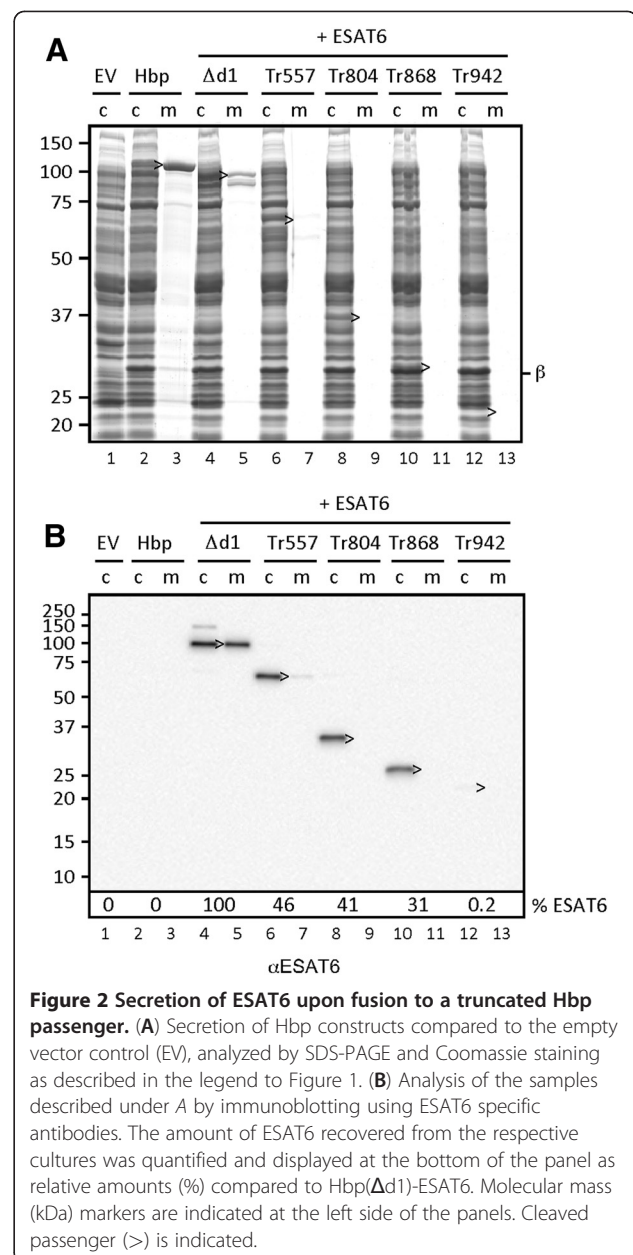 A
+ ESAT6
EV Hbp Δd1 Tr557 Tr804 Tr868 Tr942
c c m c m c m c m c m c m
150
100
75
50
37
25
20
> > > > > >
β
1 2 3 4 5 6 7 8 9 10 11 12 13
+ ESAT6
B
EV Hbp Δd1 Tr557 Tr804 Tr868 Tr942
c c m c m c m c m c m c m
250
150
100
75
50
37
25
20
15
10
> > > > >
0 0 100 46 41 31 0.2 % ESAT6
1 2 3 4 5 6 7 8 9 10 11 12 13
αESAT6
Figure 2 Secretion of ESAT6 upon fusion to a truncated Hbp
passenger. (A) Secretion of Hbp constructs compared to the empty
vector control (EV), analyzed by SDS-PAGE and Coomassie staining
as described in the legend to Figure 1. (B) Analysis of the samples
described under A by immunoblotting using ESAT6 specific
antibodies. The amount of ESAT6 recovered from the respective
cultures was quantified and displayed at the bottom of the panel as
relative amounts (%) compared to Hbp(Δd1)-ESAT6. Molecular mass
(kDa) markers are indicated at the left side of the panels. Cleaved
passenger (>) is indicated.